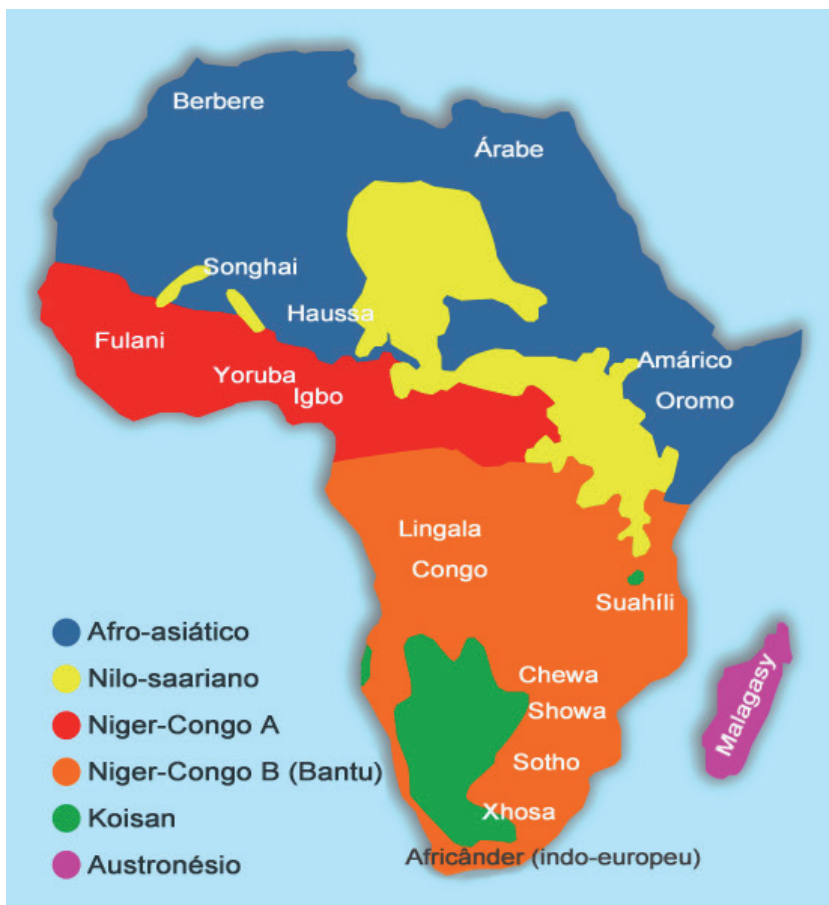 Berbere
Árabe
Songhai
Haussa
Fulani
Yoruba
Igbo
Amárico
Oromo
Lingala
Congo
Suahíli
Chewa
Showa
Sotho
Xhosa
Africânder (indo-europeu)
Malagasy
Afro-asiático
Nilo-saariano
Niger-Congo A
Niger-Congo B (Bantu)
Koisan
Austronésio